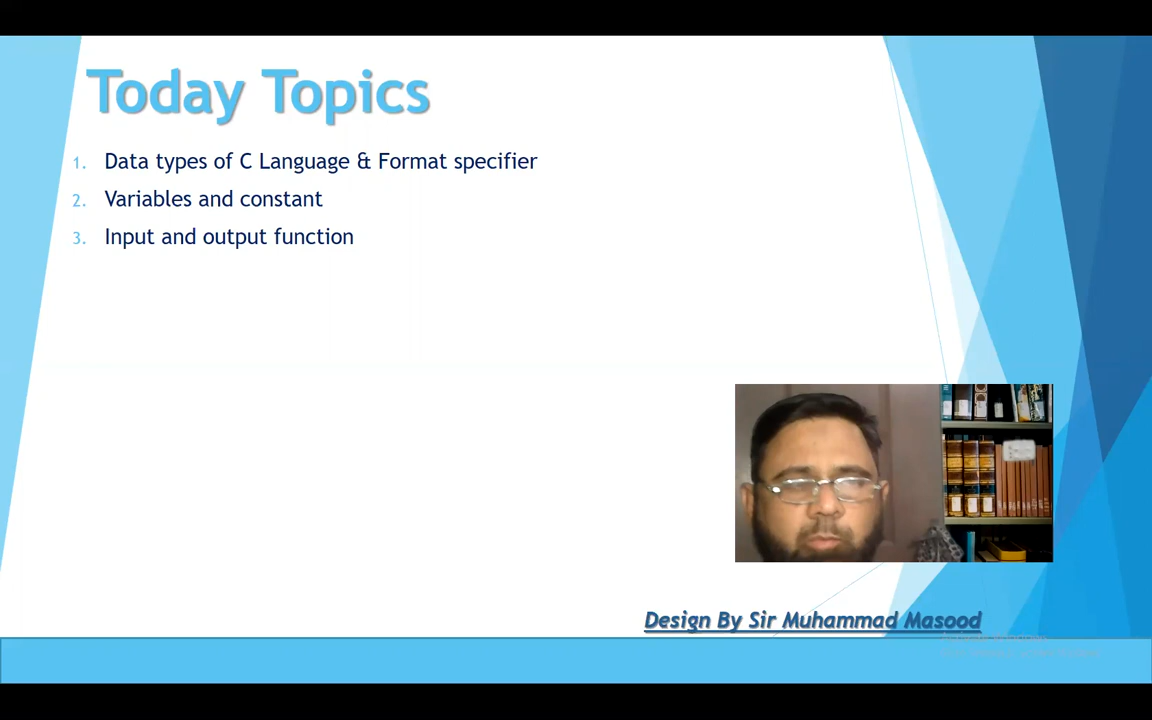 Today Topics
1. Data types of C Language & Format specifier
2. Variables and constant
3. Input and output function
Design By Sir Muhammad Masood